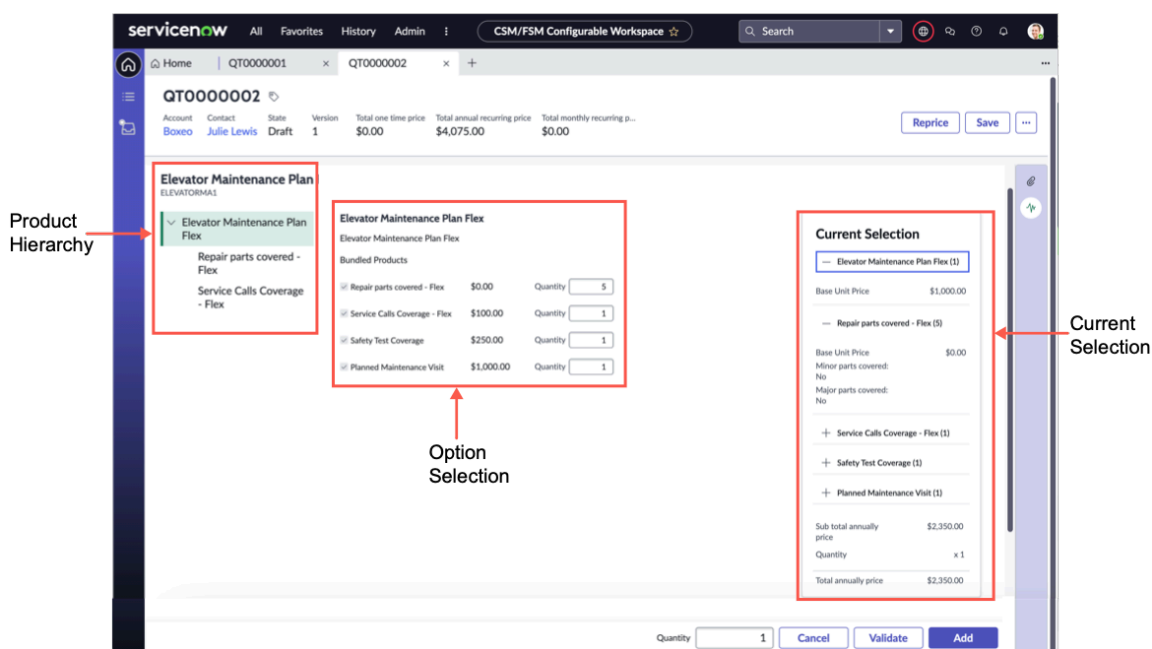 servicenow All Favorites History Admin CSM/FSM Configurable Workspace Search
Home QT0000001 × QT0000002 × +
QT0000002
Account Contact State Version Total one time price Total annual recurring price Total monthly recurring p...
Boxeo Julie Lewis Draft 1 $0.00 $4,075.00 $0.00
Reprice Save ...
Product
Hierarchy
Elevator Maintenance Plan
ELEVATORMA1
Elevator Maintenance Plan
Flex
Repair parts covered -
Flex
Service Calls Coverage
- Flex
Elevator Maintenance Plan Flex
Elevator Maintenance Plan Flex
Bundled Products
Repair parts covered - Flex $0.00 Quantity 5
Service Calls Coverage - Flex $100.00 Quantity 1
Safety Test Coverage $250.00 Quantity 1
Planned Maintenance Visit $1,000.00 Quantity 1
Option
Selection
Current Selection
— Elevator Maintenance Plan Flex (1)
Base Unit Price $1,000.00
— Repair parts covered - Flex (5)
Base Unit Price $0.00
Minor parts covered:
No
Major parts covered:
No
+ Service Calls Coverage - Flex (1)
+ Safety Test Coverage (1)
+ Planned Maintenance Visit (1)
Sub total annually $2,350.00
price
Quantity x 1
Total annually price $2,350.00
Current
Selection
Quantity 1 Cancel Validate Add